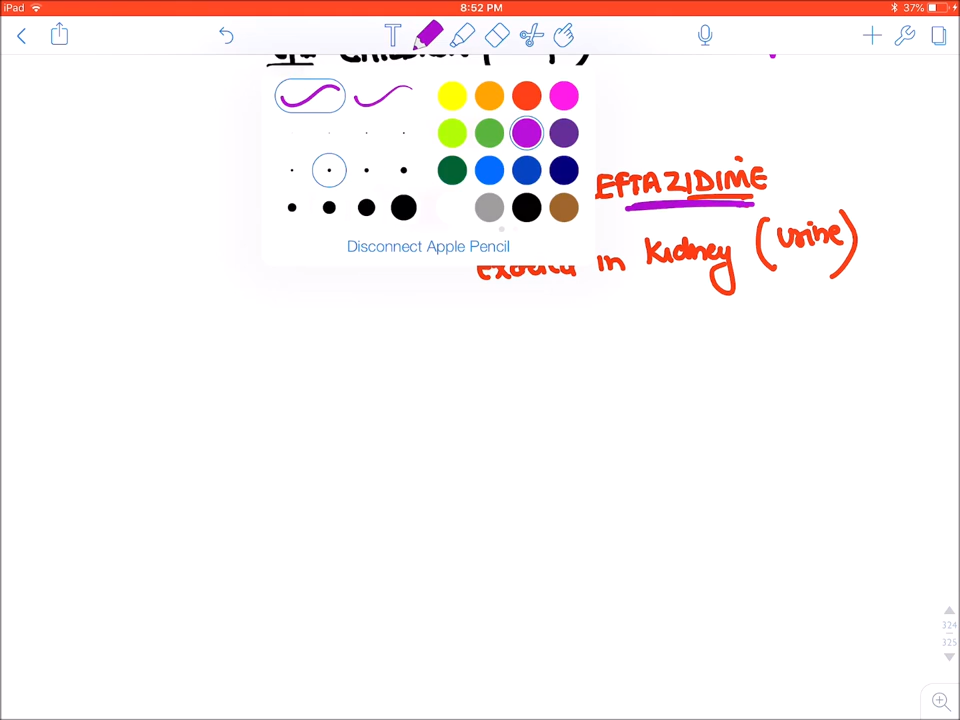 iPad 8:52 PM 37%
T
EFTAZIDIME
in Kidney (urine)
Disconnect Apple Pencil
324
325